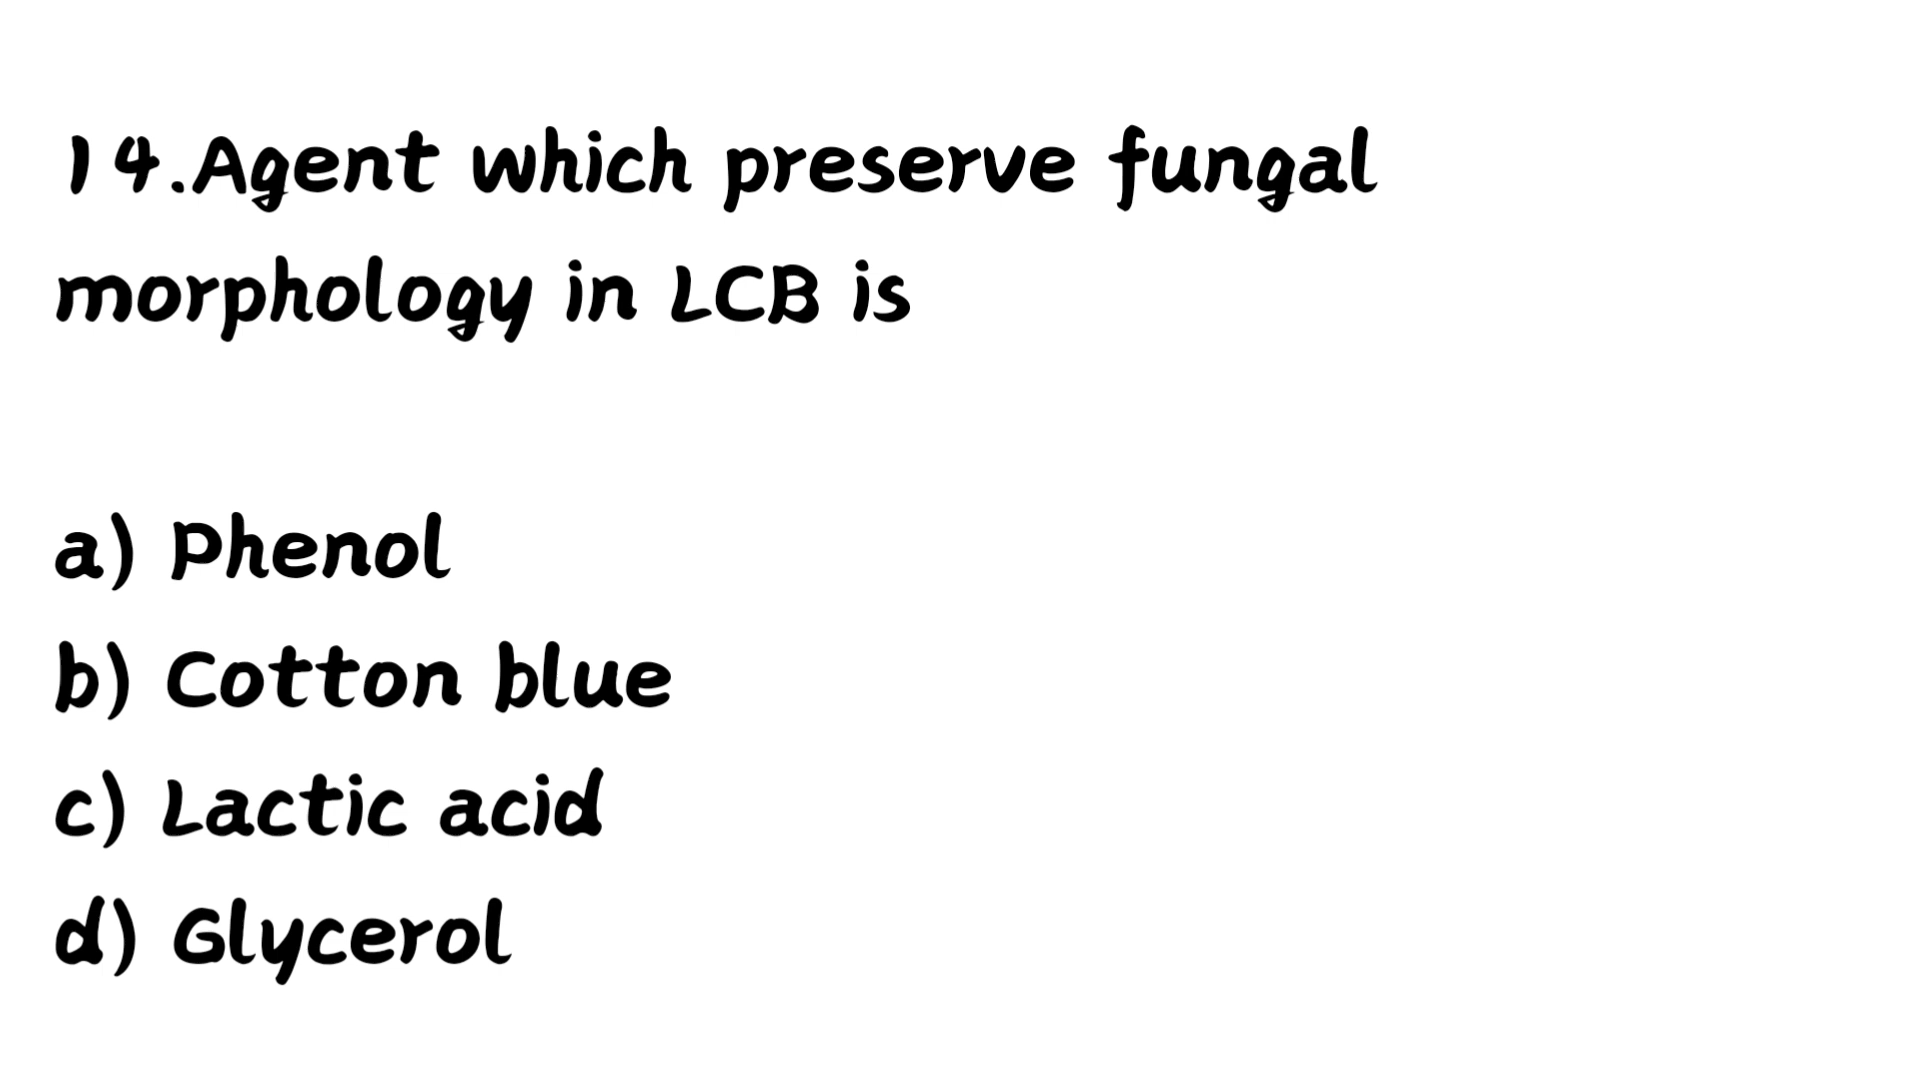 14.Agent which preserve fungal
morphology in LCB is
a) Phenol
b) Cotton blue
c) Lactic acid
d) Glycerol